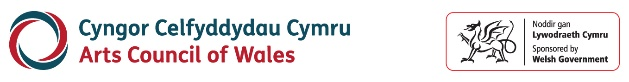 Cyngor Celfyddydau Cymru
Arts Council of Wales
Noddir gan
Lywodraeth Cymru
Sponsored by
Welsh Government